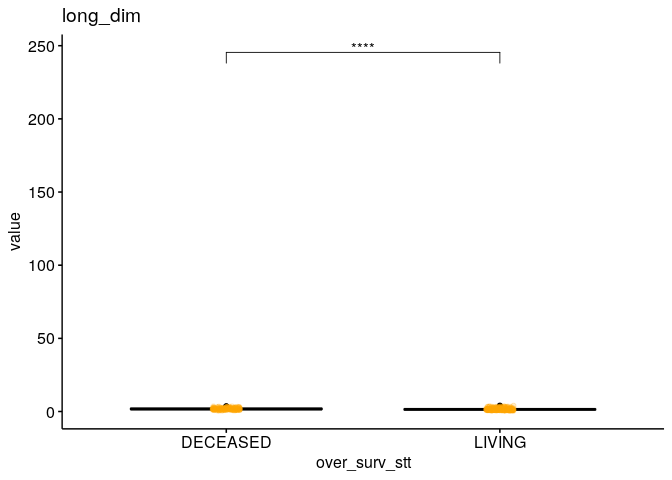 long_dim
250
****
200
150
value
100
50
0
DECEASED LIVING
over_surv_stt